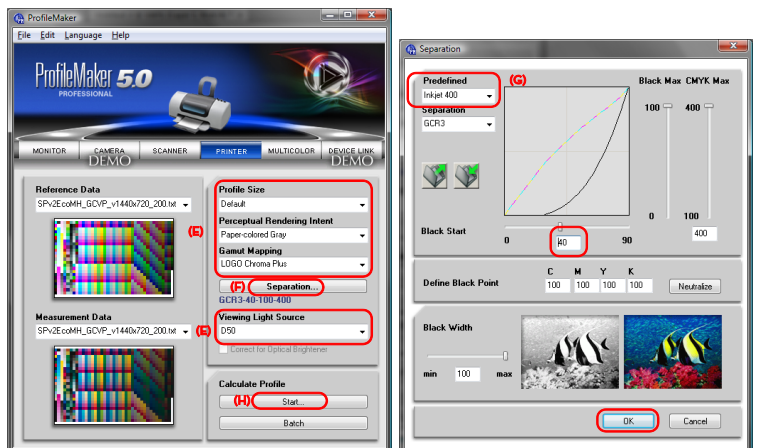 ProfileMaker
File Edit Language Help
ProfileMaker 5.0
PROFESSIONAL
MONITOR
CAMERA
DEMO
SCANNER
PRINTER
MULTICOLOR
DEVICE LINK
DEMO
Reference Data
SPv2EcoMH_GCVP_v1440x720_200.txt
Measurement Data
SPv2EcoMH_GCVP_v1440x720_200.txt
(E)
Profile Size
Default
Perceptual Rendering Intent
Paper-colored Gray
Gamut Mapping
LOGO Chroma Plus
(F) Separation...
GCR3-40-100-400
(E)
Viewing Light Source
D50
Correct for Optical Brightener
Calculate Profile
(H) Start...
Batch
Separation
Predefined
(G)
Inkjet 400
Separation
GCR3
Black Max CMYK Max
100 400
0 100
400
Black Start
0 40 90
Define Black Point
C M Y K
100 100 100 100
Neutralize
Black Width
min 100 max
OK
Cancel